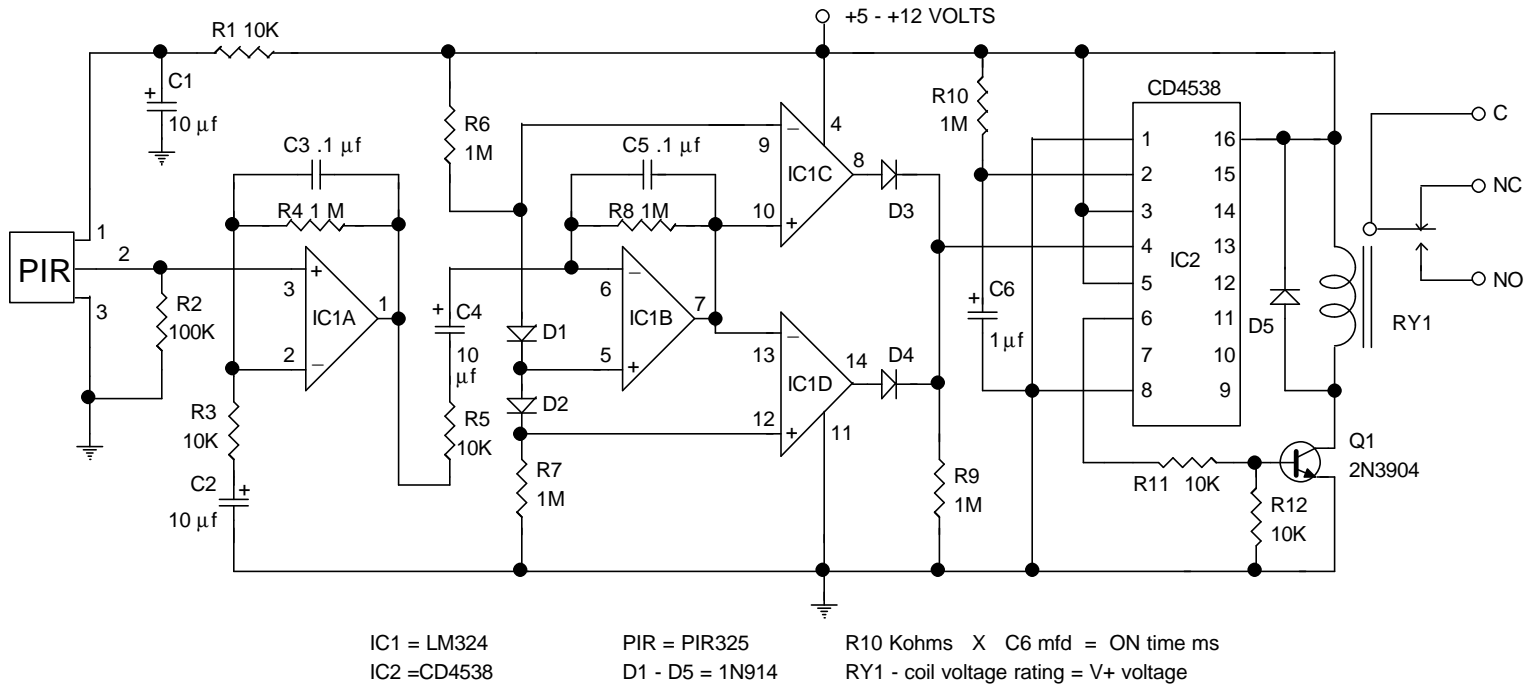 +5 - +12 VOLTS
R1 10K
C1
+
10 µf
R6
1M
C3 .1 µf
R4 1 M
C5 .1 µf
R8 1M
–
9
4
8
IC1C
10
+
D3
R10
1M
CD4538
1
2
3
4
5
6
7
8
16
15
14
13
12
11
10
9
IC2
C
NC
NO
PIR
1
2
3
R2
100K
+
3
1
IC1A
2
–
C4
+
10
µf
R5
10K
–
6
7
IC1B
5
+
D1
D2
–
13
14
IC1D
12
+
11
D4
C6
+
1µf
D5
RY1
R3
10K
C2
+
10 µf
R7
1M
R9
1M
R11 10K
R12
10K
Q1
2N3904
IC1 = LM324
PIR = PIR325
R10 Kohms X C6 mfd = ON time ms
IC2 =CD4538
D1 - D5 = 1N914
RY1 - coil voltage rating = V+ voltage